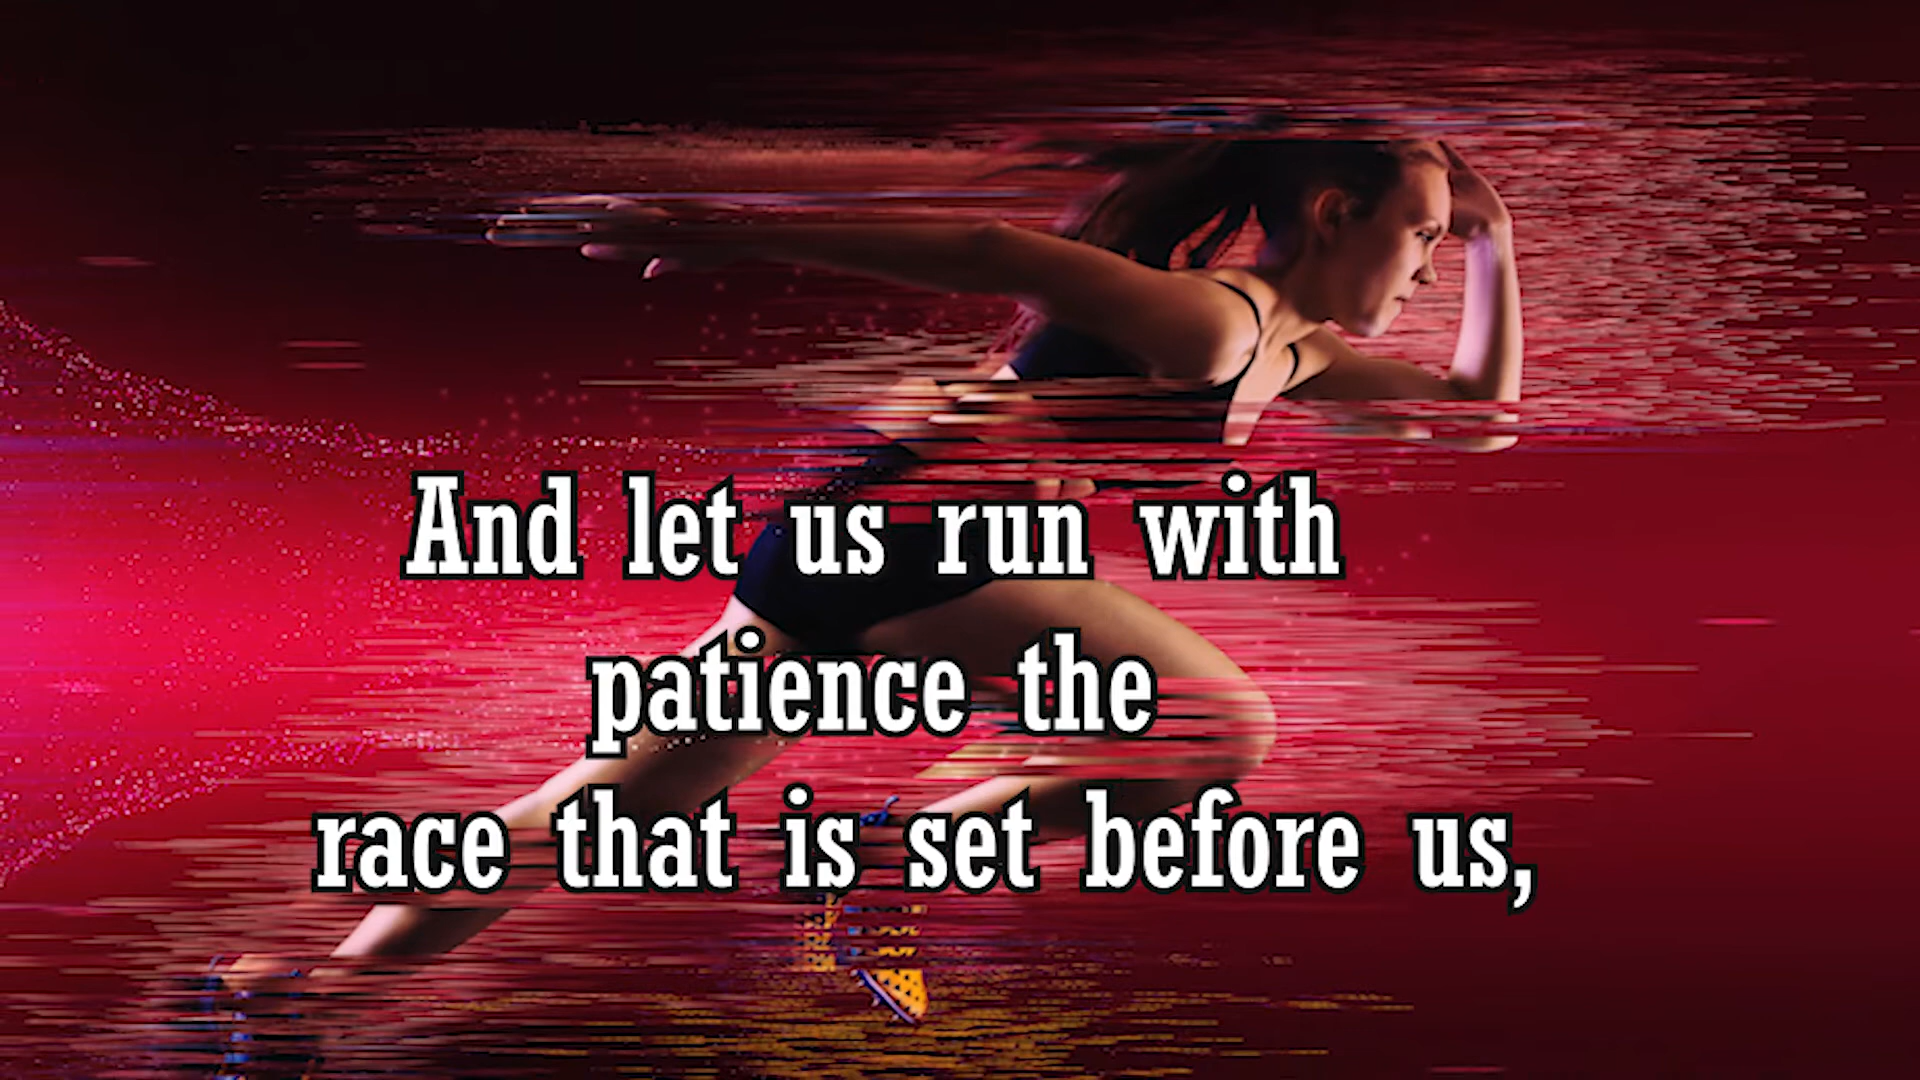 And let us run with
patience the
race that is set before us,